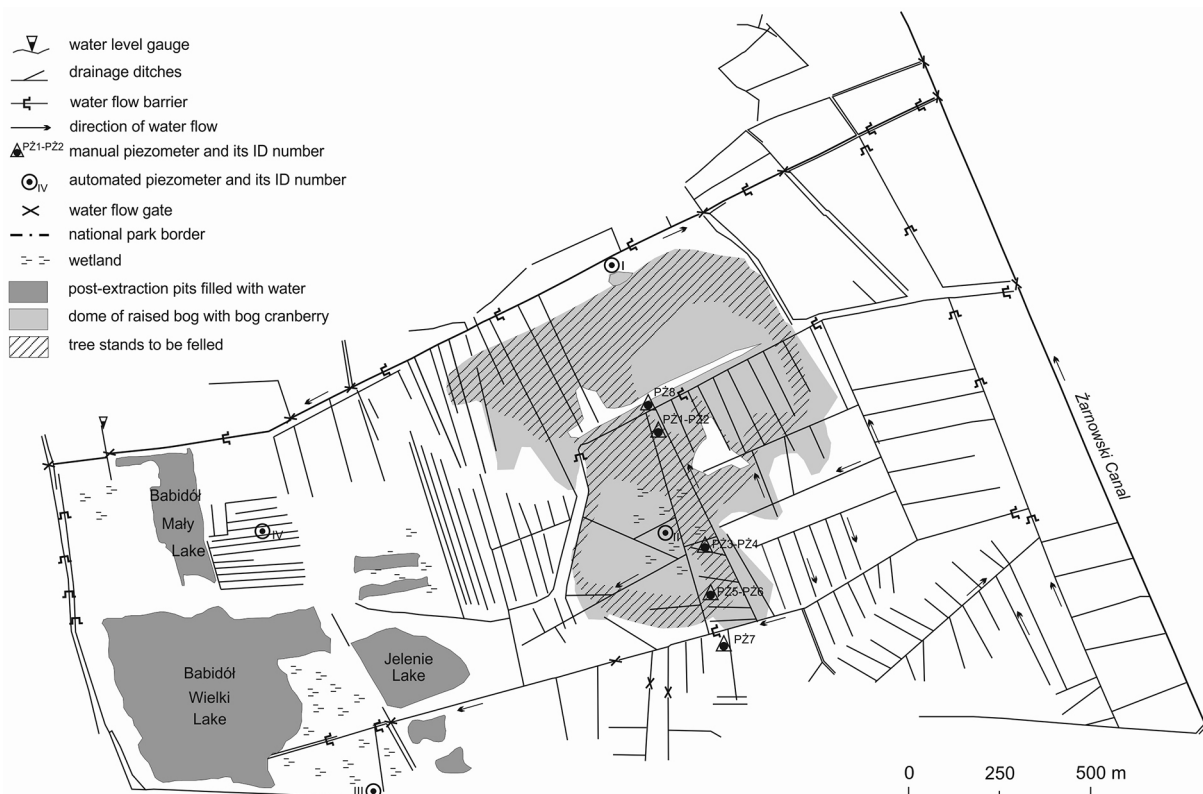 water level gauge
drainage ditches
water flow barrier
direction of water flow
PŻ1-PŻ2 manual piezometer and its ID number
IV automated piezometer and its ID number
water flow gate
national park border
wetland
post-extraction pits filled with water
dome of raised bog with bog cranberry
tree stands to be felled
I
PŻ8
PŻ1-PŻ2
Żarnowski Canal
Babidół
Mały
Lake
IV
II
PŻ3-PŻ4
PŻ5-PŻ6
PŻ7
Jelenie
Lake
Babidół
Wielki
Lake
III
0 250 500 m